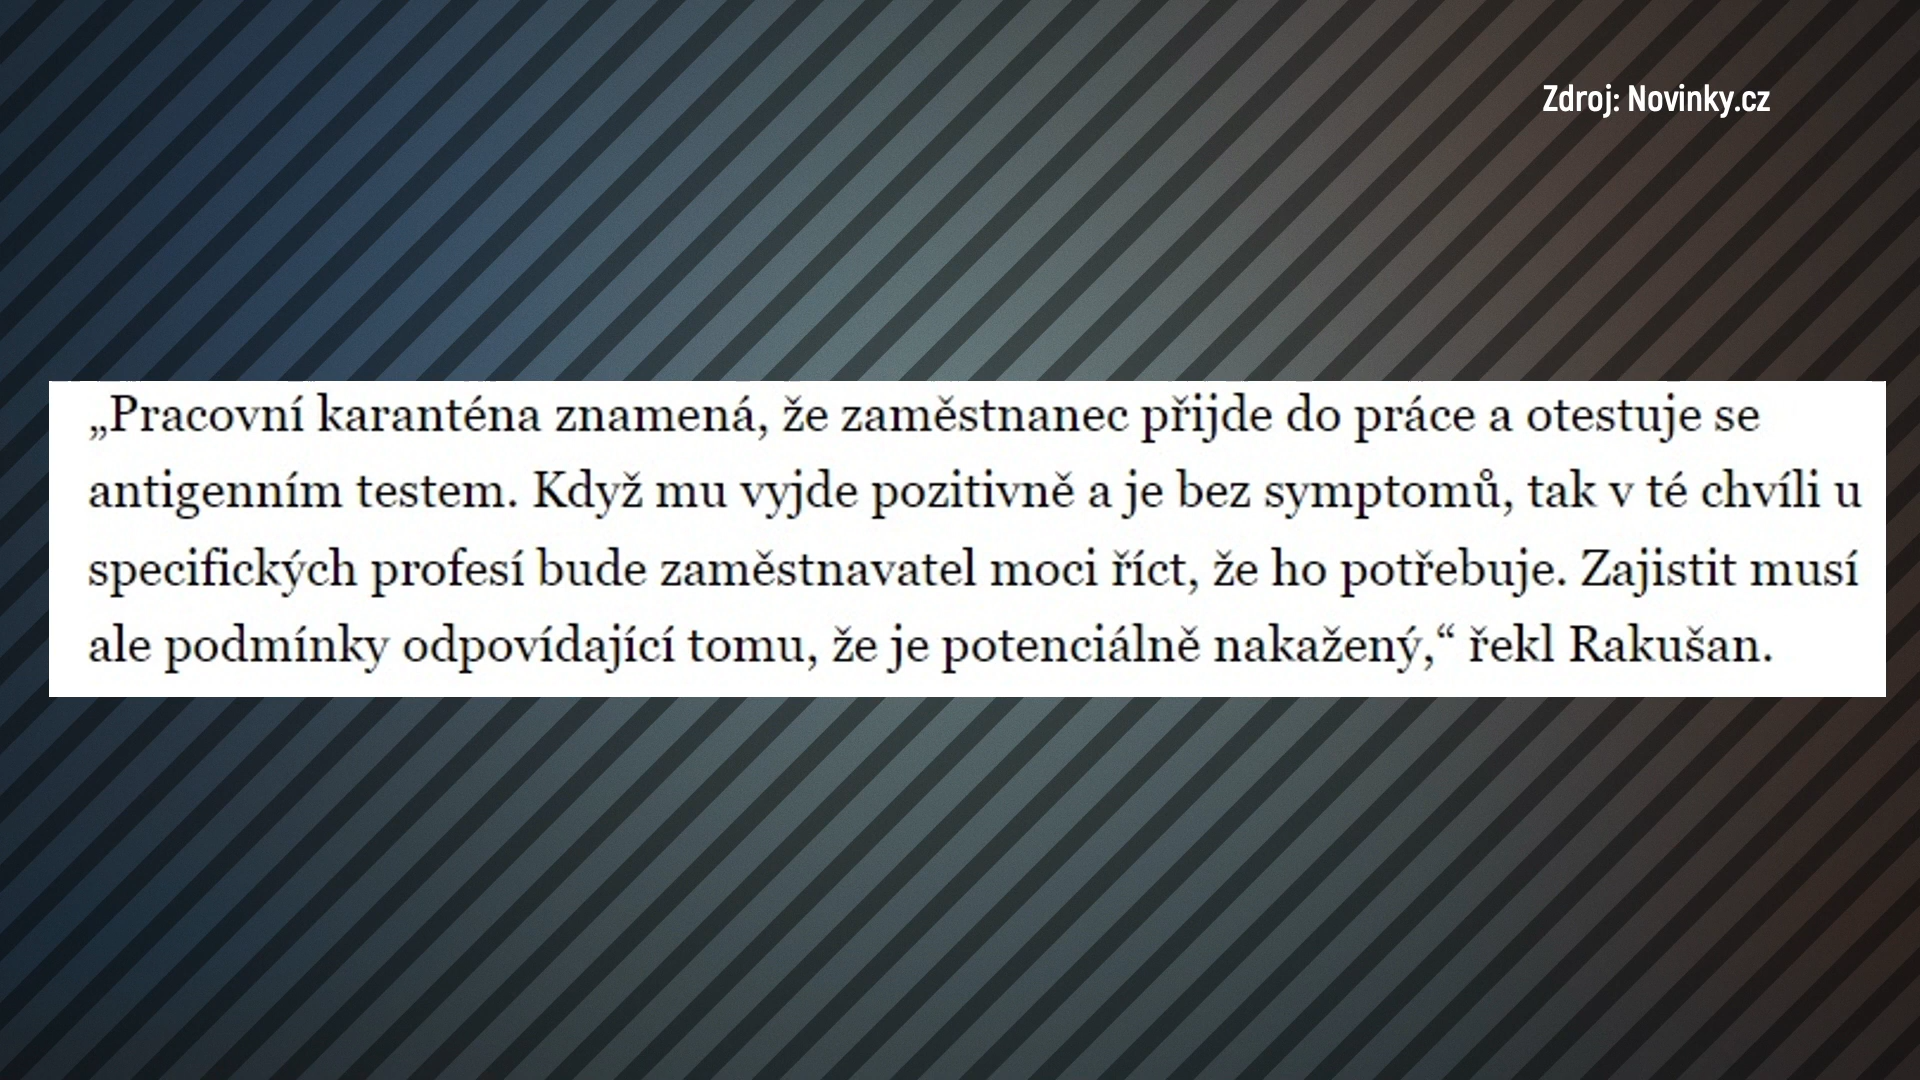 Zdroj: Novinky.cz
„Pracovní karanténa znamená, že zaměstnanec přijde do práce a otestuje se
antigenním testem. Když mu vyjde pozitivně a je bez symptomů, tak v té chvíli u
specifických profesí bude zaměstnavatel moci říct, že ho potřebuje. Zajistit musí
ale podmínky odpovídající tomu, že je potenciálně nakažený,“ řekl Rakušan.